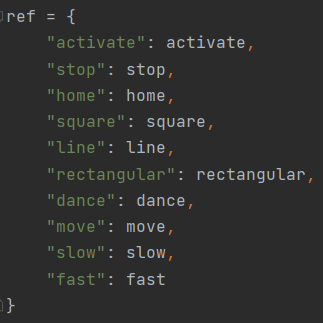 ref = {
    "activate": activate,
    "stop": stop,
    "home": home,
    "square": square,
    "line": line,
    "rectangular": rectangular,
    "dance": dance,
    "move": move,
    "slow": slow,
    "fast": fast
}